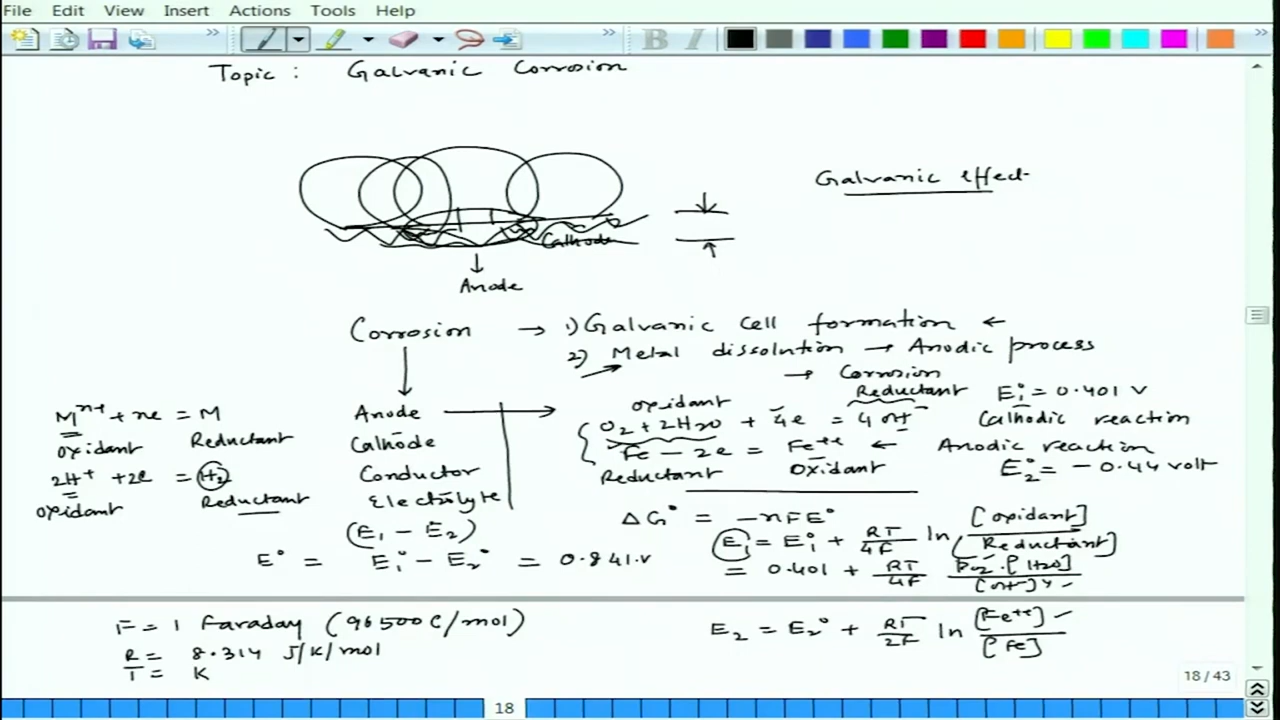 File Edit View Insert Actions Tools Help
Topic : Galvanic Corrosion
Galvanic effect
Cathode
Anode
Corrosion → 1) Galvanic Cell formation ←
2) Metal dissolution → Anodic process
→ Corrosion
Mⁿ⁺ + ne = M
oxidant Reductant
2H⁺ + 2e = H₂
oxidant Reductant
Anode
Cathode
Conductor
Electrolyte
oxidant Reductant E₁° = 0.401 V
O₂ + 2H₂O + 4e = 4OH⁻ Cathodic reaction
Fe − 2e = Fe⁺⁺ ← Anodic reaction
Reductant Oxidant E₂° = − 0.44 volt
(E₁ − E₂)
E° = E₁° − E₂° = 0.841 V
ΔG° = −nFE°
E₁ = E₁° + RT/4F ln [oxidant]/[Reductant]
= 0.401 + RT/4F pO₂ . [H₂O]/[OH⁻]⁴
F = 1 Faraday (96500 C/mol)
R = 8.314 J/K/mol
T = K
E₂ = E₂° + RT/2F ln [Fe⁺⁺]/[Fe]
18 / 43
18